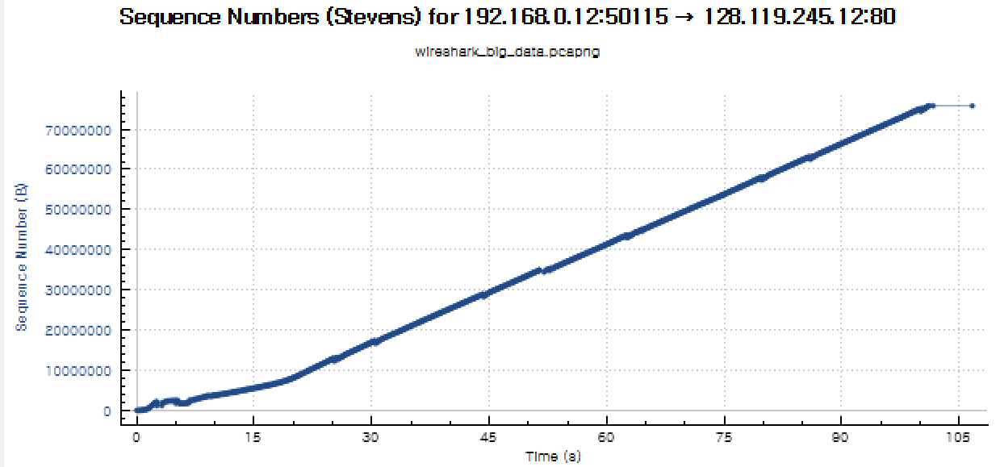 Sequence Numbers (Stevens) for 192.168.0.12:50115 → 128.119.245.12:80
wireshark_big_data.pcapng
Sequence Number (B)
70000000
60000000
50000000
40000000
30000000
20000000
10000000
0
0 15 30 45 60 75 90 105
Time (s)